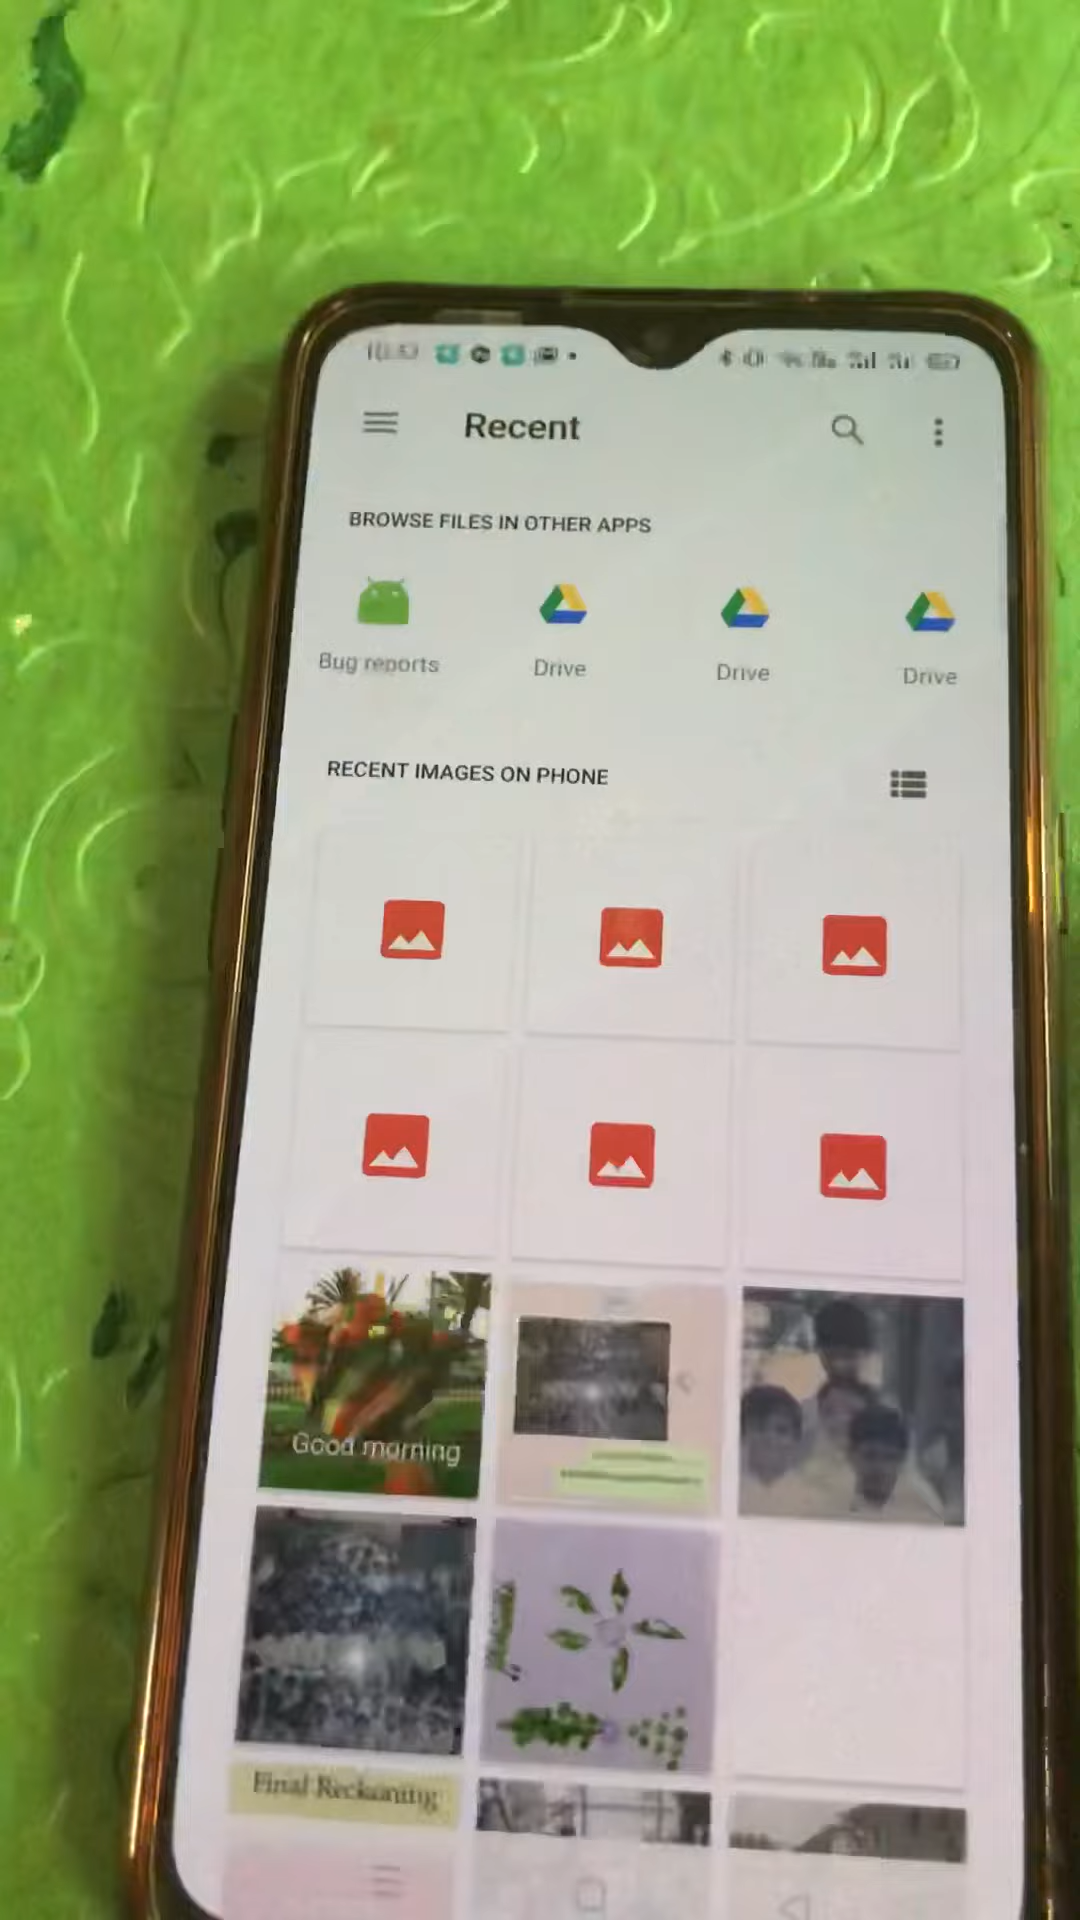 Recent
BROWSE FILES IN OTHER APPS
Bug reports
Drive
Drive
Drive
RECENT IMAGES ON PHONE
Good morning
Final Reckoning